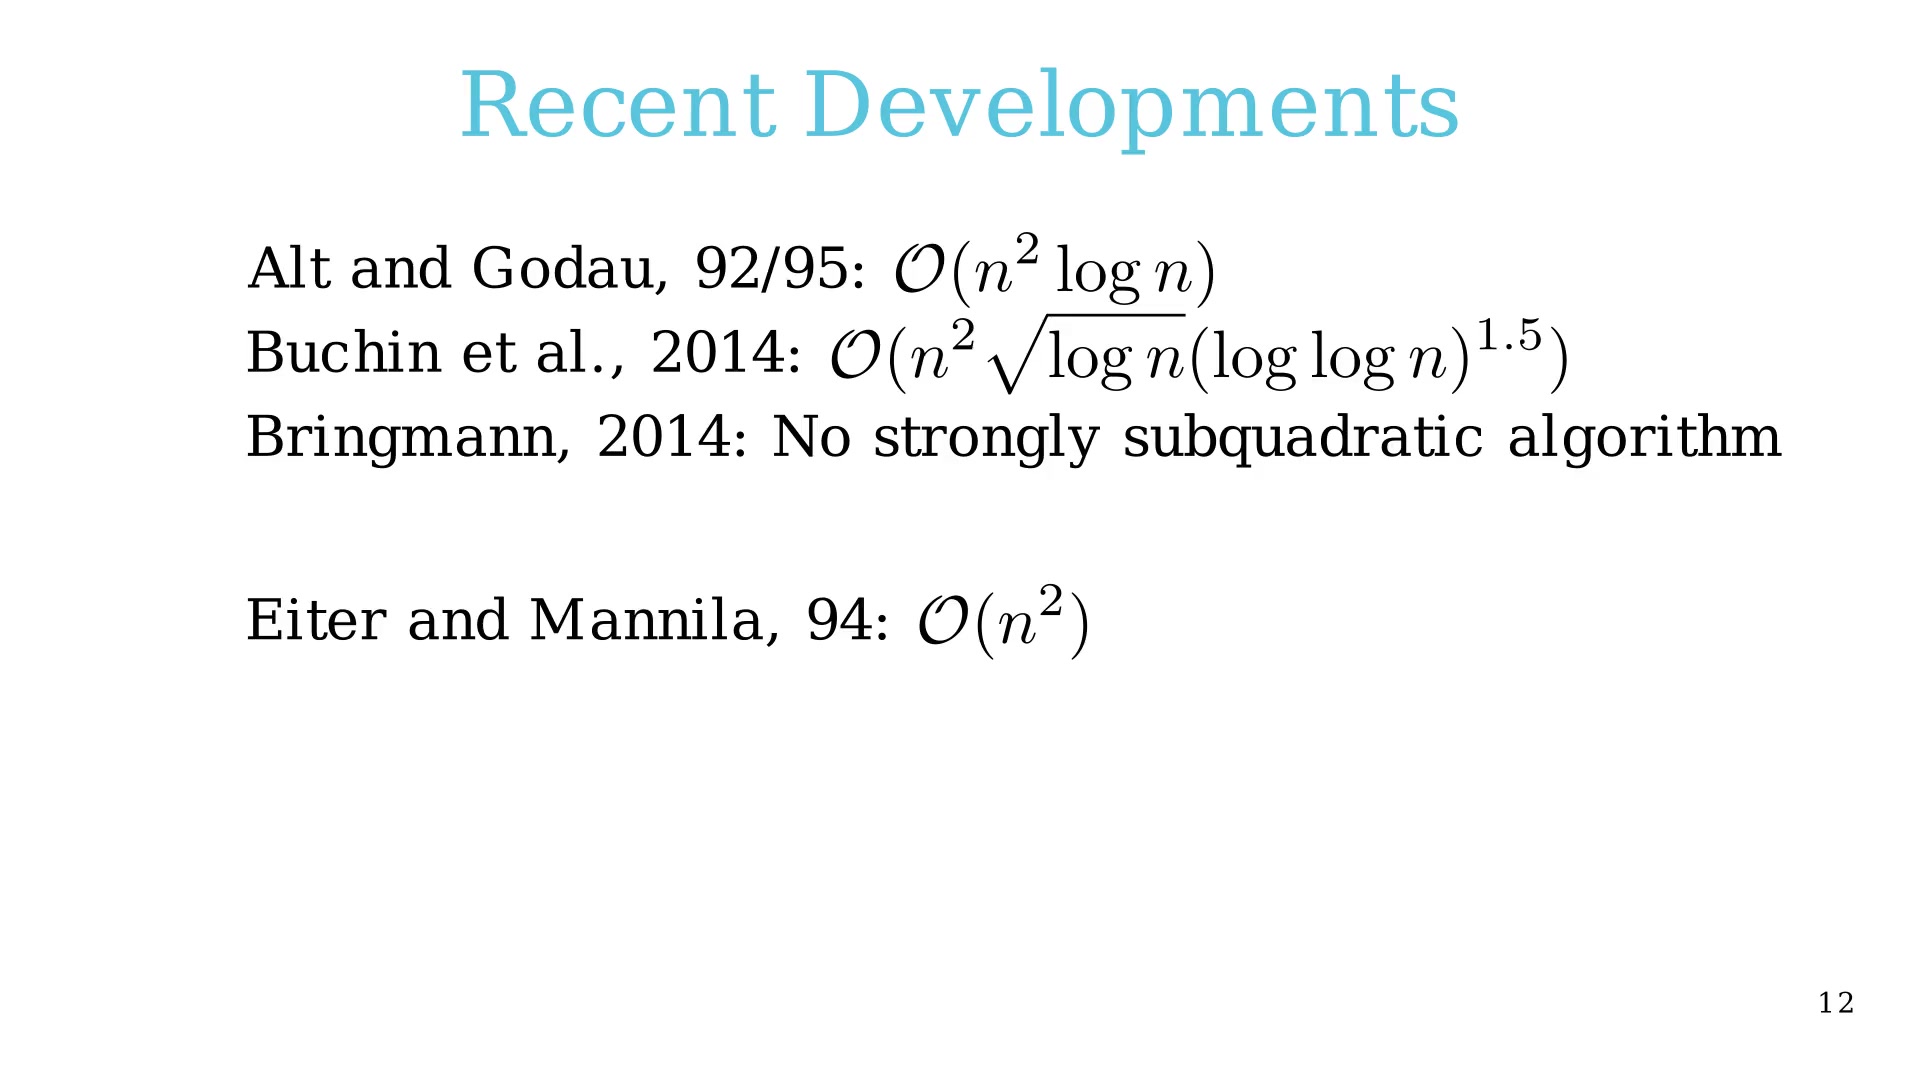 Recent Developments
Alt and Godau, 92/95: $\mathcal{O}(n^2 \log n)$
Buchin et al., 2014: $\mathcal{O}(n^2 \sqrt{\log n}(\log \log n)^{1.5})$
Bringmann, 2014: No strongly subquadratic algorithm
Eiter and Mannila, 94: $\mathcal{O}(n^2)$
12